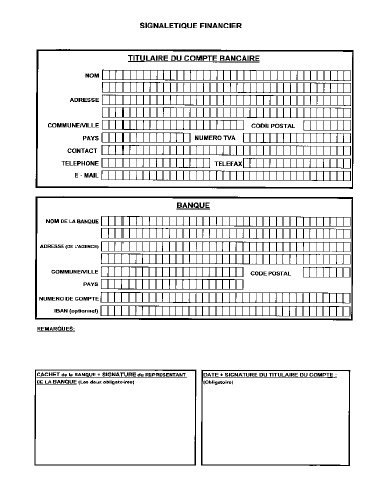 SIGNALETIQUE FINANCIER
TITULAIRE DU COMPTE BANCAIRE
NOM
ADRESSE
COMMUNE/VILLE CODE POSTAL
PAYS NUMERO TVA
CONTACT
TELEPHONE TELEFAX
E - MAIL
BANQUE
NOM DE LA BANQUE
ADRESSE (DE L'AGENCE)
COMMUNE/VILLE CODE POSTAL
PAYS
NUMERO DE COMPTE
IBAN (optionnel)
REMARQUES:
CACHET de la BANQUE + SIGNATURE du REPRESENTANT
DE LA BANQUE (Les deux obligatoires)
DATE + SIGNATURE DU TITULAIRE DU COMPTE :
(Obligatoire)